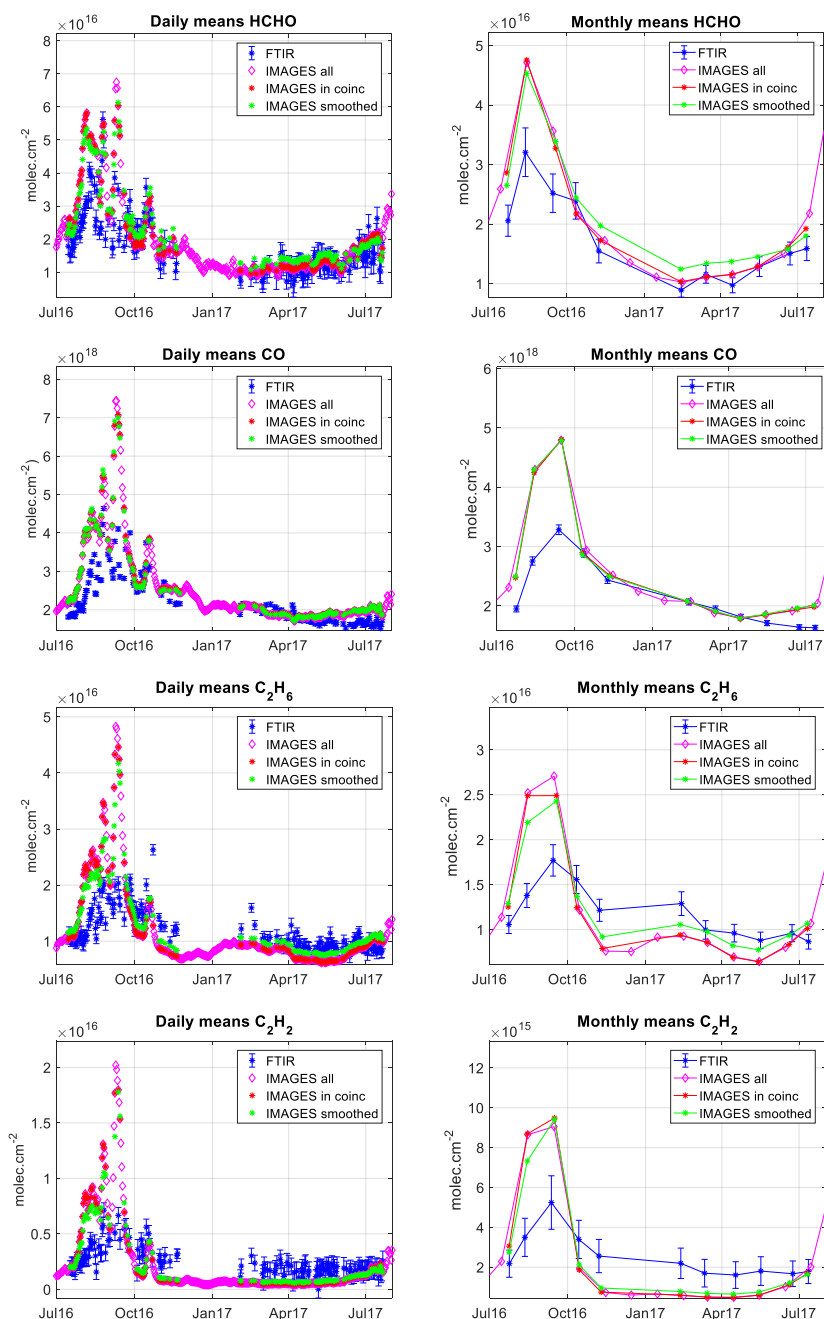 Daily means HCHO
×10^16
molec.cm^-2
8
7
6
5
4
3
2
1
Jul16 Oct16 Jan17 Apr17 Jul17
FTIR
IMAGES all
IMAGES in coinc
IMAGES smoothed
Monthly means HCHO
×10^16
molec.cm^-2
5
4
3
2
1
Jul16 Oct16 Jan17 Apr17 Jul17
FTIR
IMAGES all
IMAGES in coinc
IMAGES smoothed
Daily means CO
×10^18
molec.cm^-2)
8
7
6
5
4
3
2
Jul16 Oct16 Jan17 Apr17 Jul17
FTIR
IMAGES all
IMAGES in coinc
IMAGES smoothed
Monthly means CO
×10^18
molec.cm^-2
6
5
4
3
2
Jul16 Oct16 Jan17 Apr17 Jul17
FTIR
IMAGES all
IMAGES in coinc
IMAGES smoothed
Daily means C₂H₆
×10^16
molec.cm^-2
5
4
3
2
1
Jul16 Oct16 Jan17 Apr17 Jul17
FTIR
IMAGES all
IMAGES in coinc
IMAGES smoothed
Monthly means C₂H₆
×10^16
molec.cm^-2
3
2.5
2
1.5
1
Jul16 Oct16 Jan17 Apr17 Jul17
FTIR
IMAGES all
IMAGES in coinc
IMAGES smoothed
Daily means C₂H₂
×10^16
molec.cm^-2
2
1.5
1
0.5
0
Jul16 Oct16 Jan17 Apr17 Jul17
FTIR
IMAGES all
IMAGES in coinc
IMAGES smoothed
Monthly means C₂H₂
×10^15
molec.cm^-2
12
10
8
6
4
2
Jul16 Oct16 Jan17 Apr17 Jul17
FTIR
IMAGES all
IMAGES in coinc
IMAGES smoothed